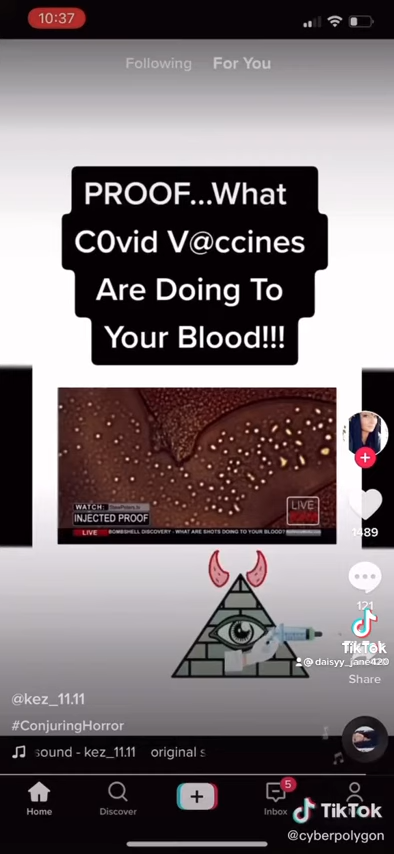 10:37
Following For You
PROOF...What
C0vid V@ccines
Are Doing To
Your Blood!!!
WATCH:
INJECTED PROOF
LIVE
LIVE BOMBSHELL DISCOVERY - WHAT ARE SHOTS DOING TO YOUR BLOOD?
1489
121
TikTok
@daisyy_jane420
Share
@kez_11.11
#ConjuringHorror
sound - kez_11.11 original s
5
Home Discover Inbox
TikTok
@cyberpolygon